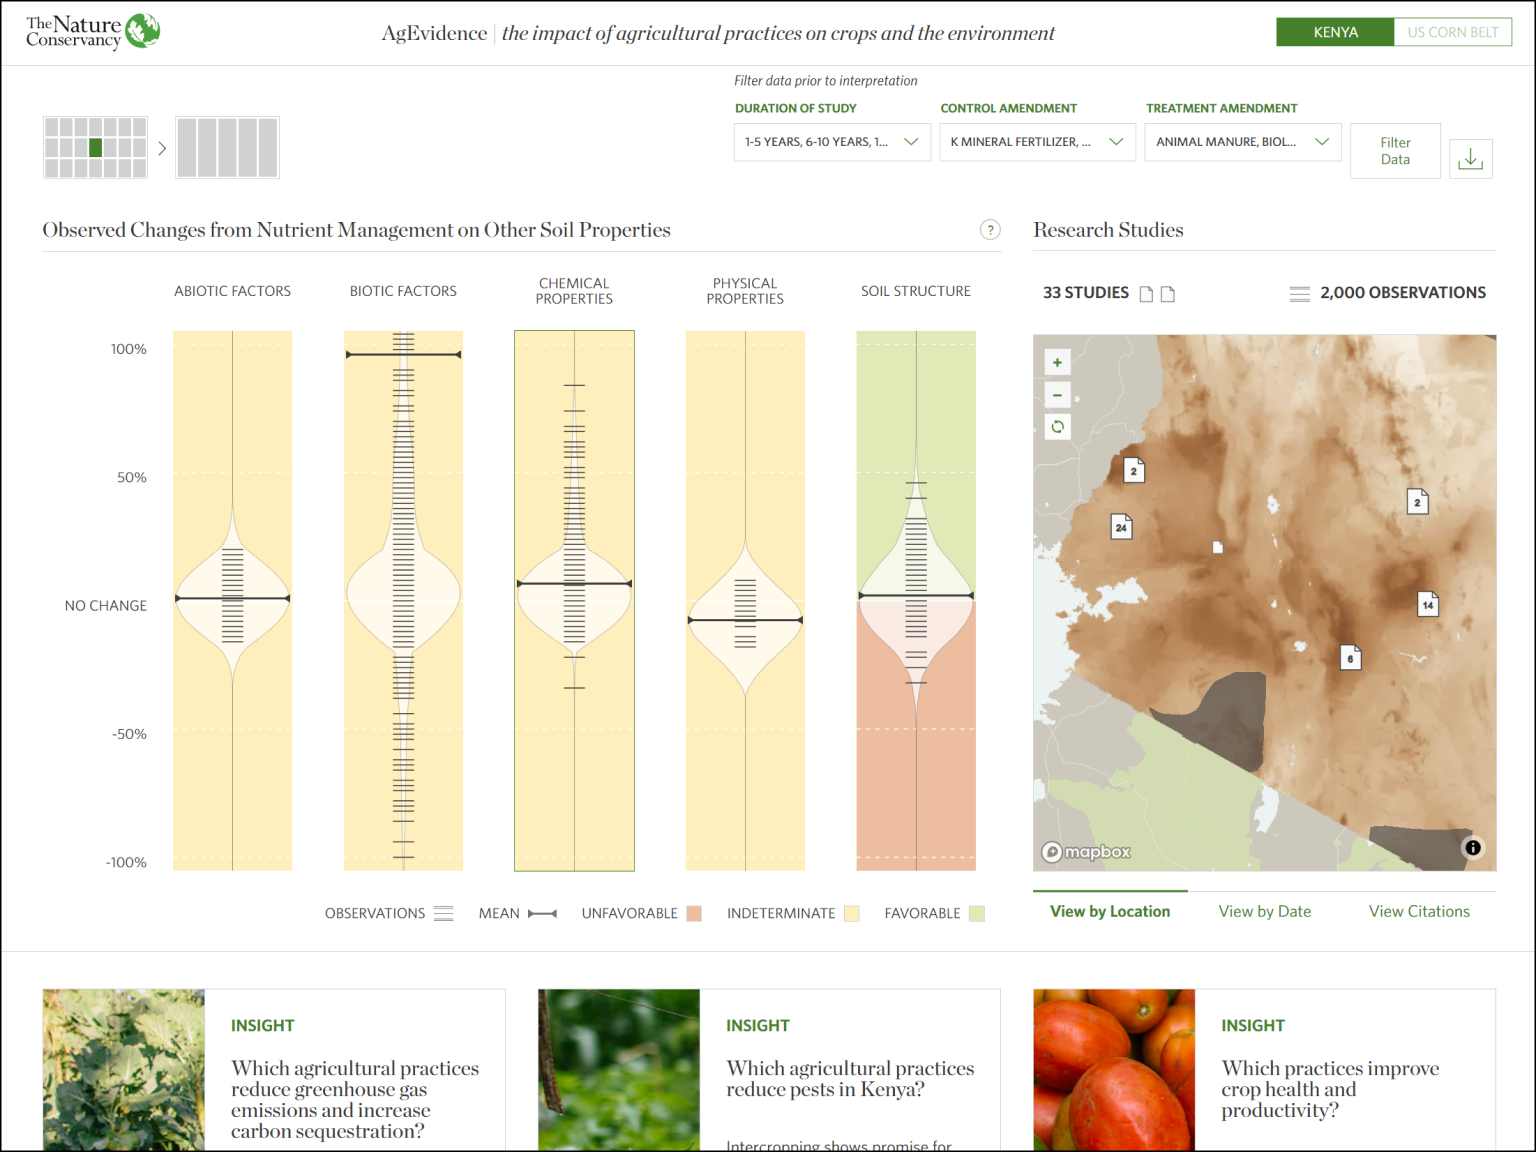 The Nature
Conservancy
AgEvidence | the impact of agricultural practices on crops and the environment
KENYA
US CORN BELT
Filter data prior to interpretation
DURATION OF STUDY
CONTROL AMENDMENT
TREATMENT AMENDMENT
1-5 YEARS, 6-10 YEARS, 1...
K MINERAL FERTILIZER, ...
ANIMAL MANURE, BIOL...
Filter
Data
Observed Changes from Nutrient Management on Other Soil Properties
?
Research Studies
ABIOTIC FACTORS
BIOTIC FACTORS
CHEMICAL
PROPERTIES
PHYSICAL
PROPERTIES
SOIL STRUCTURE
33 STUDIES
2,000 OBSERVATIONS
100%
50%
NO CHANGE
-50%
-100%
+
−
2
24
2
14
6
mapbox
i
OBSERVATIONS
MEAN
UNFAVORABLE
INDETERMINATE
FAVORABLE
View by Location
View by Date
View Citations
INSIGHT
Which agricultural practices
reduce greenhouse gas
emissions and increase
carbon sequestration?
INSIGHT
Which agricultural practices
reduce pests in Kenya?
Intercropping shows promise for
INSIGHT
Which practices improve
crop health and
productivity?